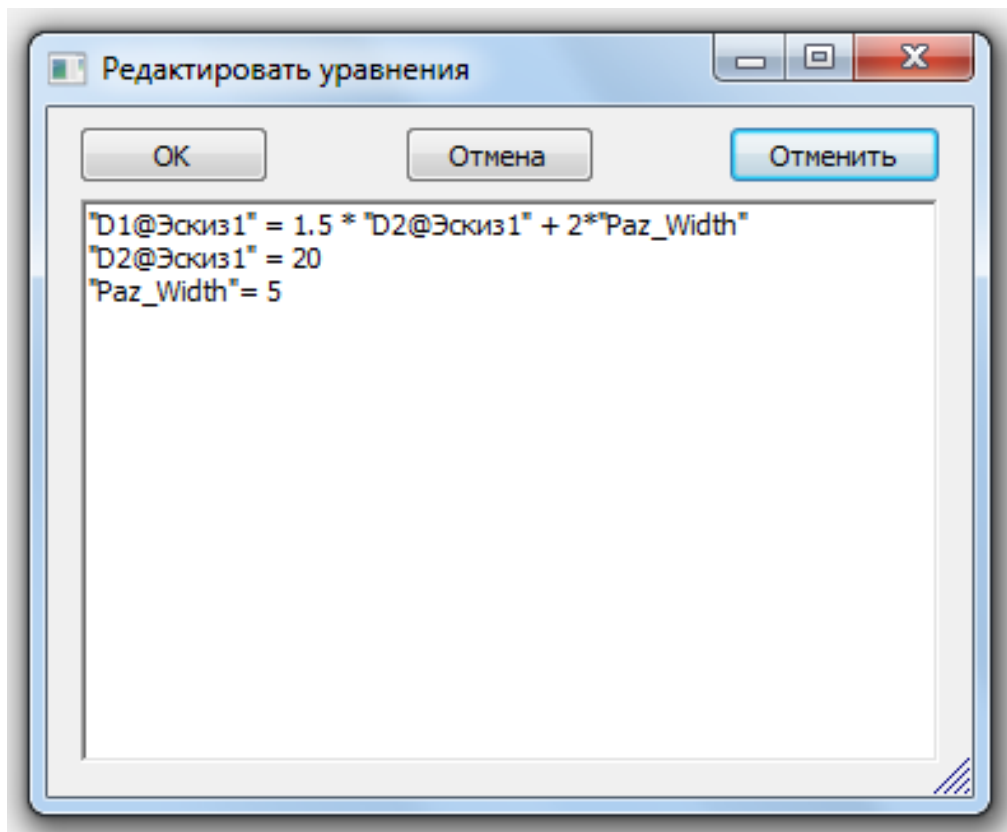 Редактировать уравнения
OK
Отмена
Отменить
"D1@Эскиз1" = 1.5 * "D2@Эскиз1" + 2*"Paz_Width"
"D2@Эскиз1" = 20
"Paz_Width"= 5